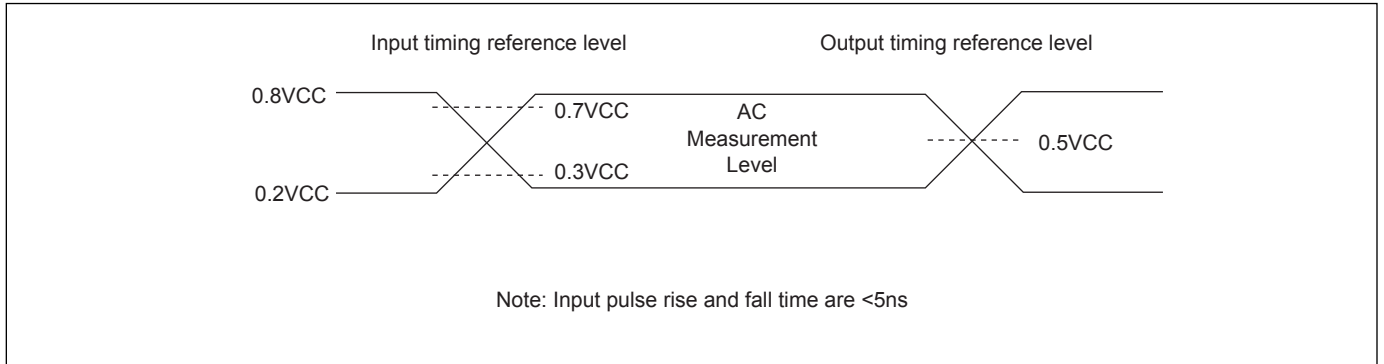 Input timing reference level
Output timing reference level
0.8VCC
0.7VCC
AC
Measurement
Level
0.5VCC
0.3VCC
0.2VCC
Note: Input pulse rise and fall time are <5ns